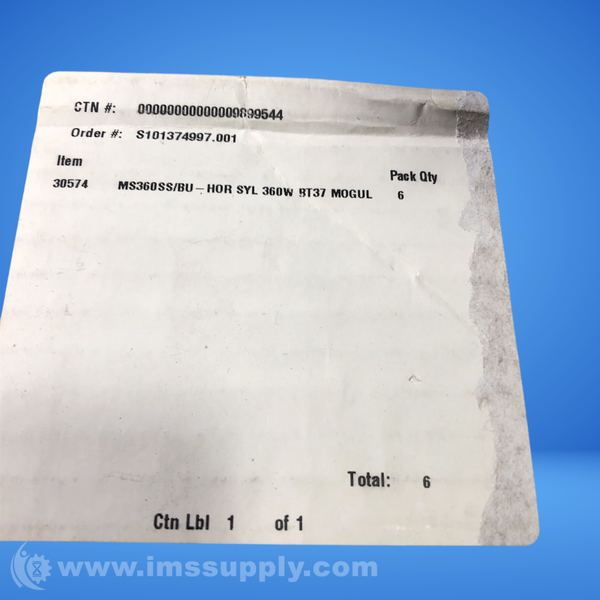 CTN #: 00000000000009899544
Order #: S101374997.001
Item Pack Qty
30574 MS360SS/BU – HOR SYL 360W BT37 MOGUL 6
Total: 6
Ctn Lbl 1 of 1
www.imssupply.com